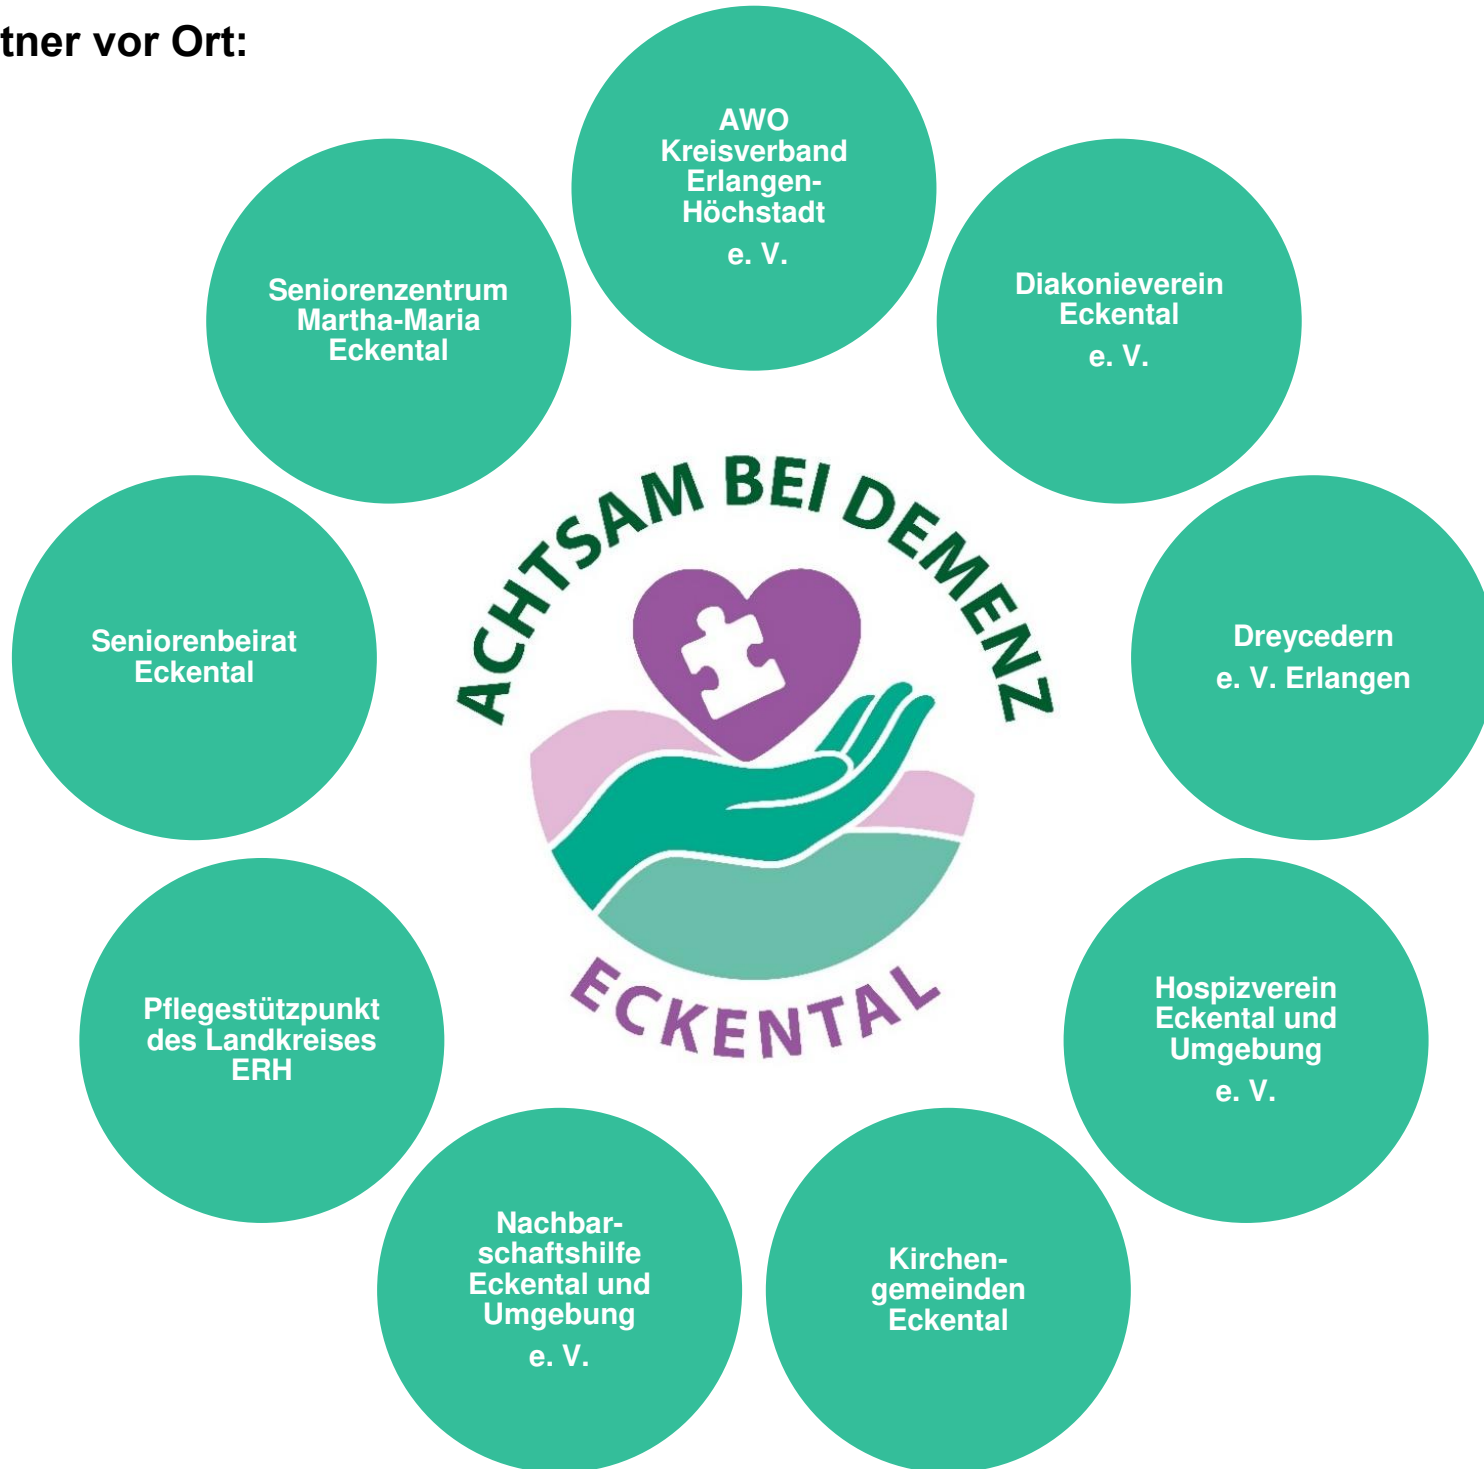 tner vor Ort:
AWO
Kreisverband
Erlangen-
Höchstadt
e. V.
Diakonieverein
Eckental
e. V.
Dreycedern
e. V. Erlangen
Hospizverein
Eckental und
Umgebung
e. V.
Kirchen-
gemeinden
Eckental
Nachbar-
schaftshilfe
Eckental und
Umgebung
e. V.
Pflegestützpunkt
des Landkreises
ERH
Seniorenbeirat
Eckental
Seniorenzentrum
Martha-Maria
Eckental
ACHTSAM BEI DEMENZ
ECKENTAL